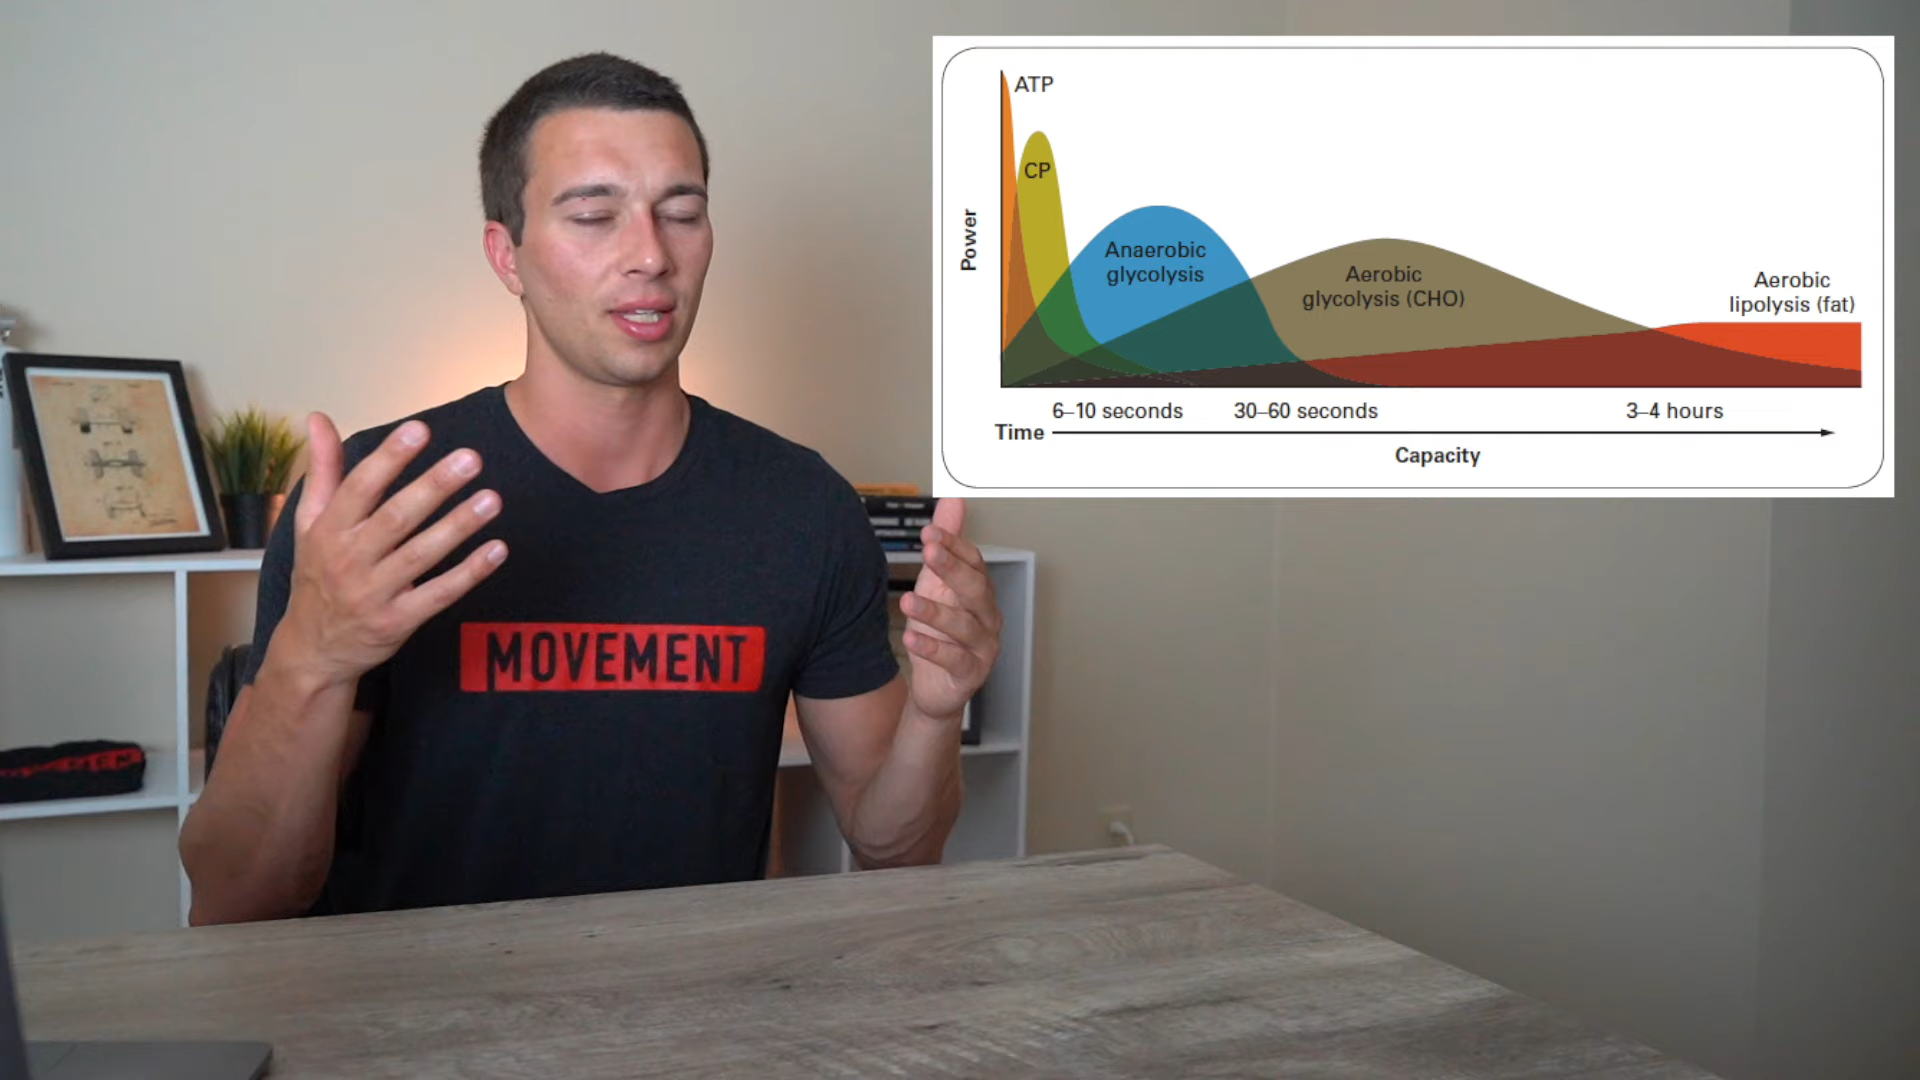 ATP
CP
Anaerobic
glycolysis
Aerobic
glycolysis (CHO)
Aerobic
lipolysis (fat)
Power
6–10 seconds
30–60 seconds
3–4 hours
Time
Capacity
MOVEMENT